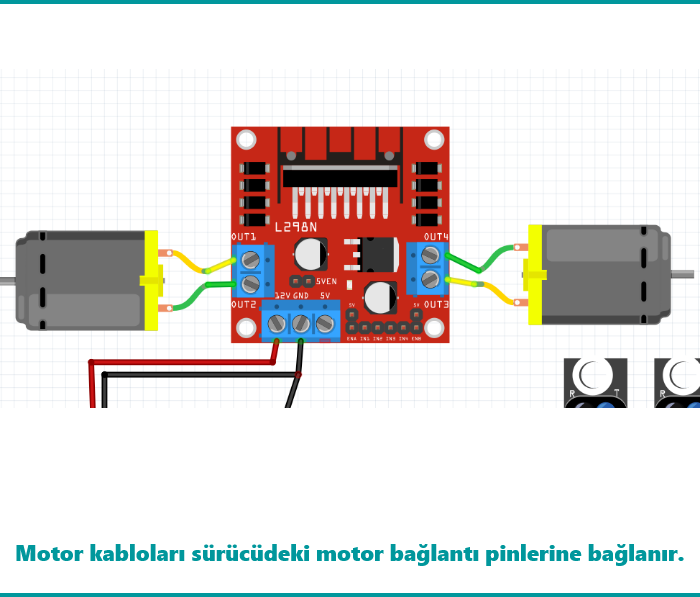 L298N
OUT1
OUT4
5VEN
OUT2
12V GND 5V
OUT3
5V 5V
ENA IN1 IN2 IN3 IN4 ENB
R T
R
Motor kabloları sürücüdeki motor bağlantı pinlerine bağlanır.